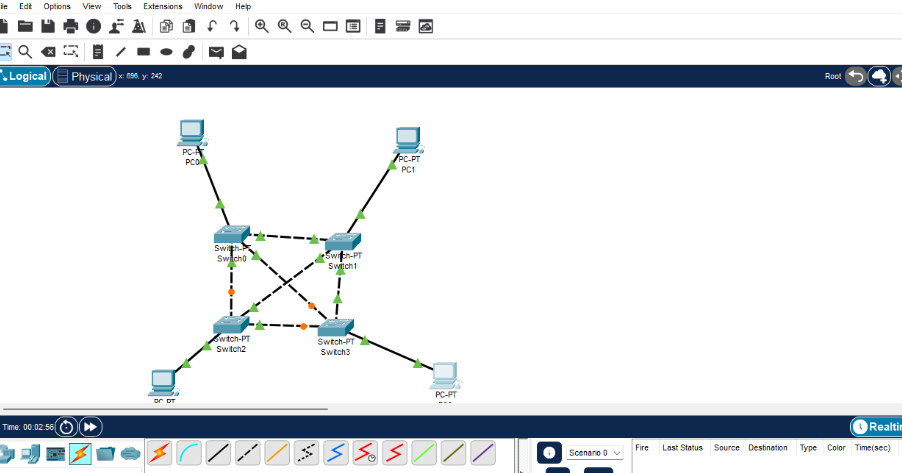 ile Edit Options View Tools Extensions Window Help
Logical Physical x: 896, y: 242 Root
PC-PT
PC0
PC-PT
PC1
Switch-PT
Switch0
Switch-PT
Switch1
Switch-PT
Switch2
Switch-PT
Switch3
PC-PT
PC-PT
Time: 00:02:56 Realtim
Scenario 0 Fire Last Status Source Destination Type Color Time(sec)